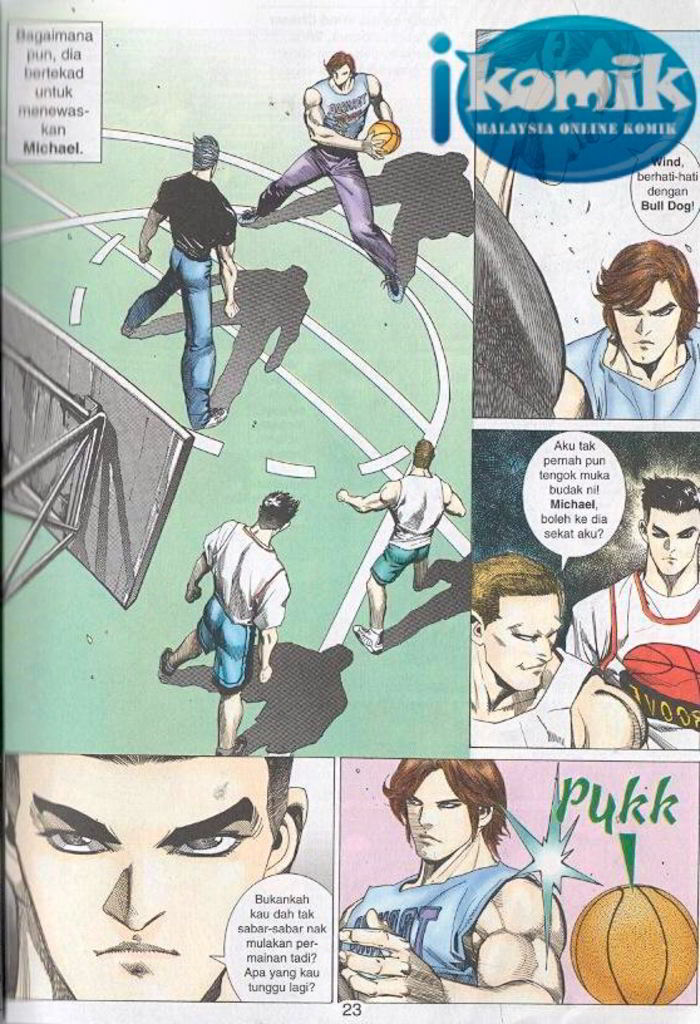 Bagaimana
pun, dia
bertekad
untuk
menewas-
kan
Michael.
ikomik
MALAYSIA ONLINE KOMIK
Wind,
berhati-hati
dengan
Bull Dog!
Aku tak
pernah pun
tengok muka
budak ni!
Michael,
boleh ke dia
sekat aku?
Bukankah
kau dah tak
sabar-sabar nak
mulakan per-
mainan tadi?
Apa yang kau
tunggu lagi?
Pykk
23